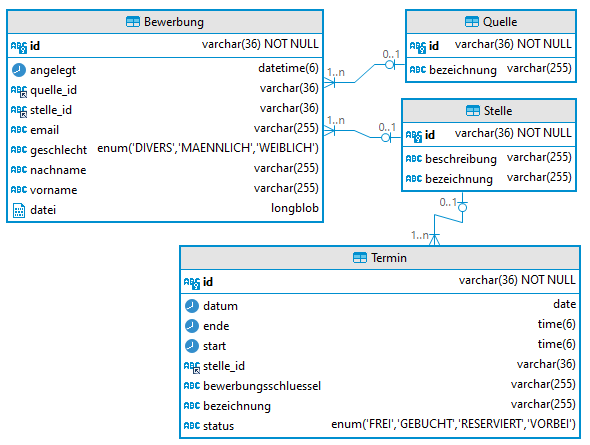 Bewerbung
id varchar(36) NOT NULL
angelegt datetime(6)
quelle_id varchar(36)
stelle_id varchar(36)
email varchar(255)
geschlecht enum('DIVERS','MAENNLICH','WEIBLICH')
nachname varchar(255)
vorname varchar(255)
datei longblob
1..n
0..1
Quelle
id varchar(36) NOT NULL
bezeichnung varchar(255)
1..n
0..1
Stelle
id varchar(36) NOT NULL
beschreibung varchar(255)
bezeichnung varchar(255)
0..1
1..n
Termin
id varchar(36) NOT NULL
datum date
ende time(6)
start time(6)
stelle_id varchar(36)
bewerbungsschluessel varchar(255)
bezeichnung varchar(255)
status enum('FREI','GEBUCHT','RESERVIERT','VORBEI')